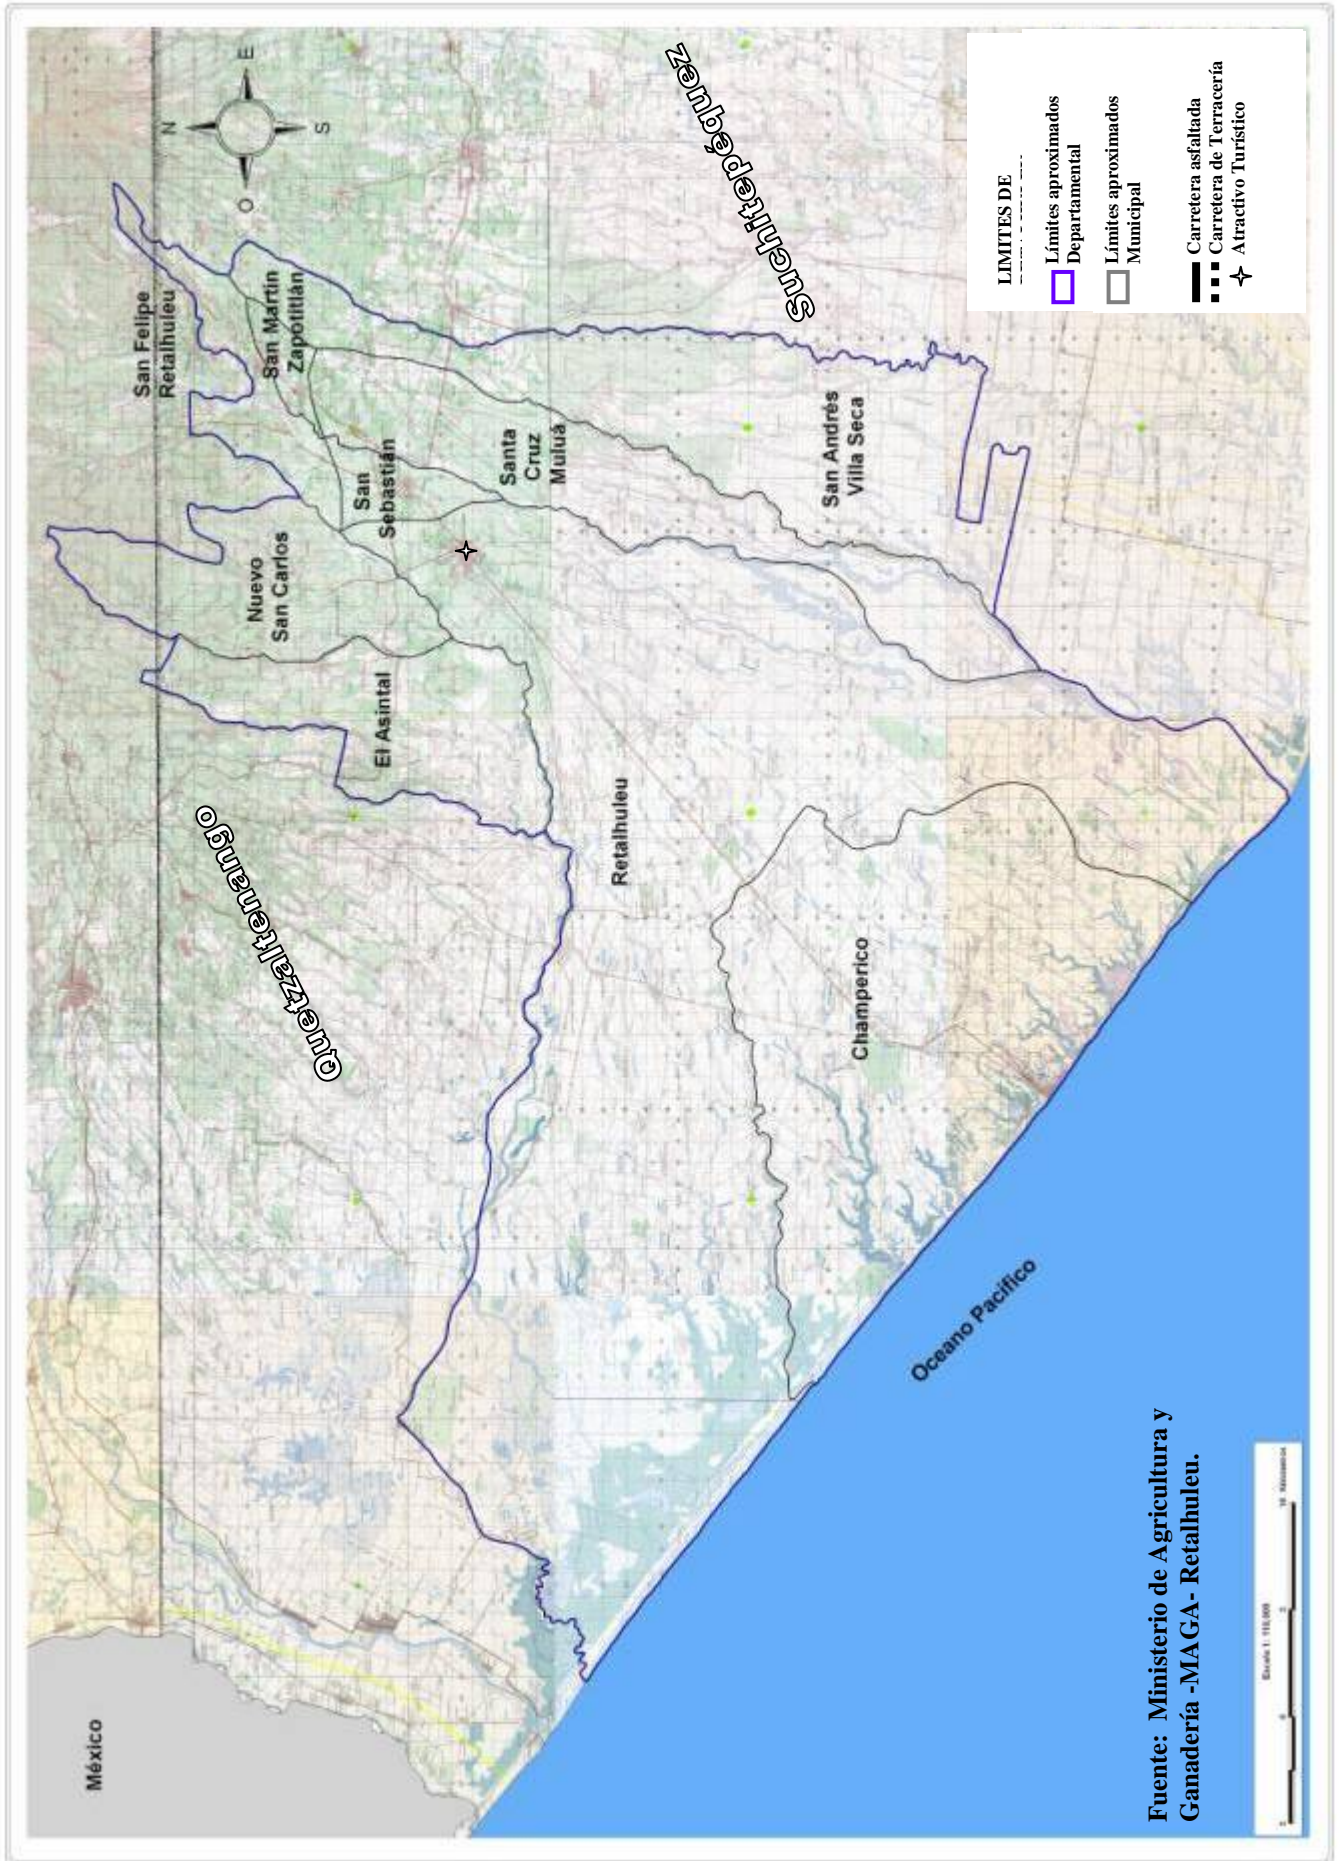 México
Quetzaltenango
Suchitepéquez
N
E
S
O
San Felipe
Retalhuleu
San Martín
Zapotitlán
Nuevo
San Carlos
San
Sebastián
El Asintal
Santa
Cruz
Muluá
Retalhuleu
San Andrés
Villa Seca
Champerico
Oceano Pacifico
LIMITES DE
Límites aproximados
Departamental
Límites aproximados
Municipal
Carretera asfaltada
Carretera de Terracería
Atractivo Turístico
Fuente: Ministerio de Agricultura y
Ganadería -MAGA- Retalhuleu.